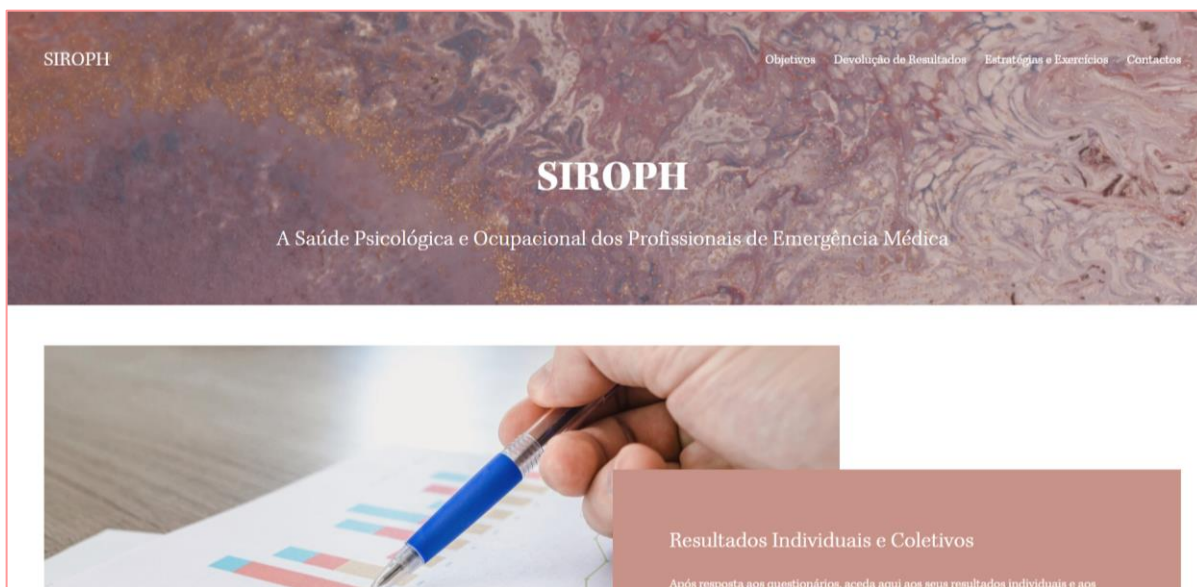 SIROPH
Objetivos Devolução de Resultados Estratégias e Exercícios Contactos
SIROPH
A Saúde Psicológica e Ocupacional dos Profissionais de Emergência Médica
Resultados Individuais e Coletivos
Após resposta aos questionários, aceda aqui aos seus resultados individuais e aos